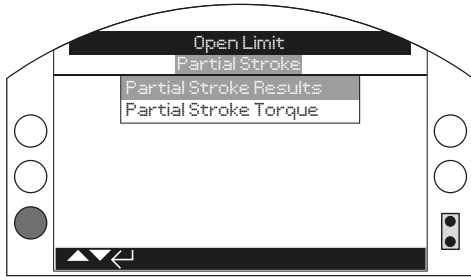 Open Limit
Partial Stroke
Partial Stroke Results
Partial Stroke Torque